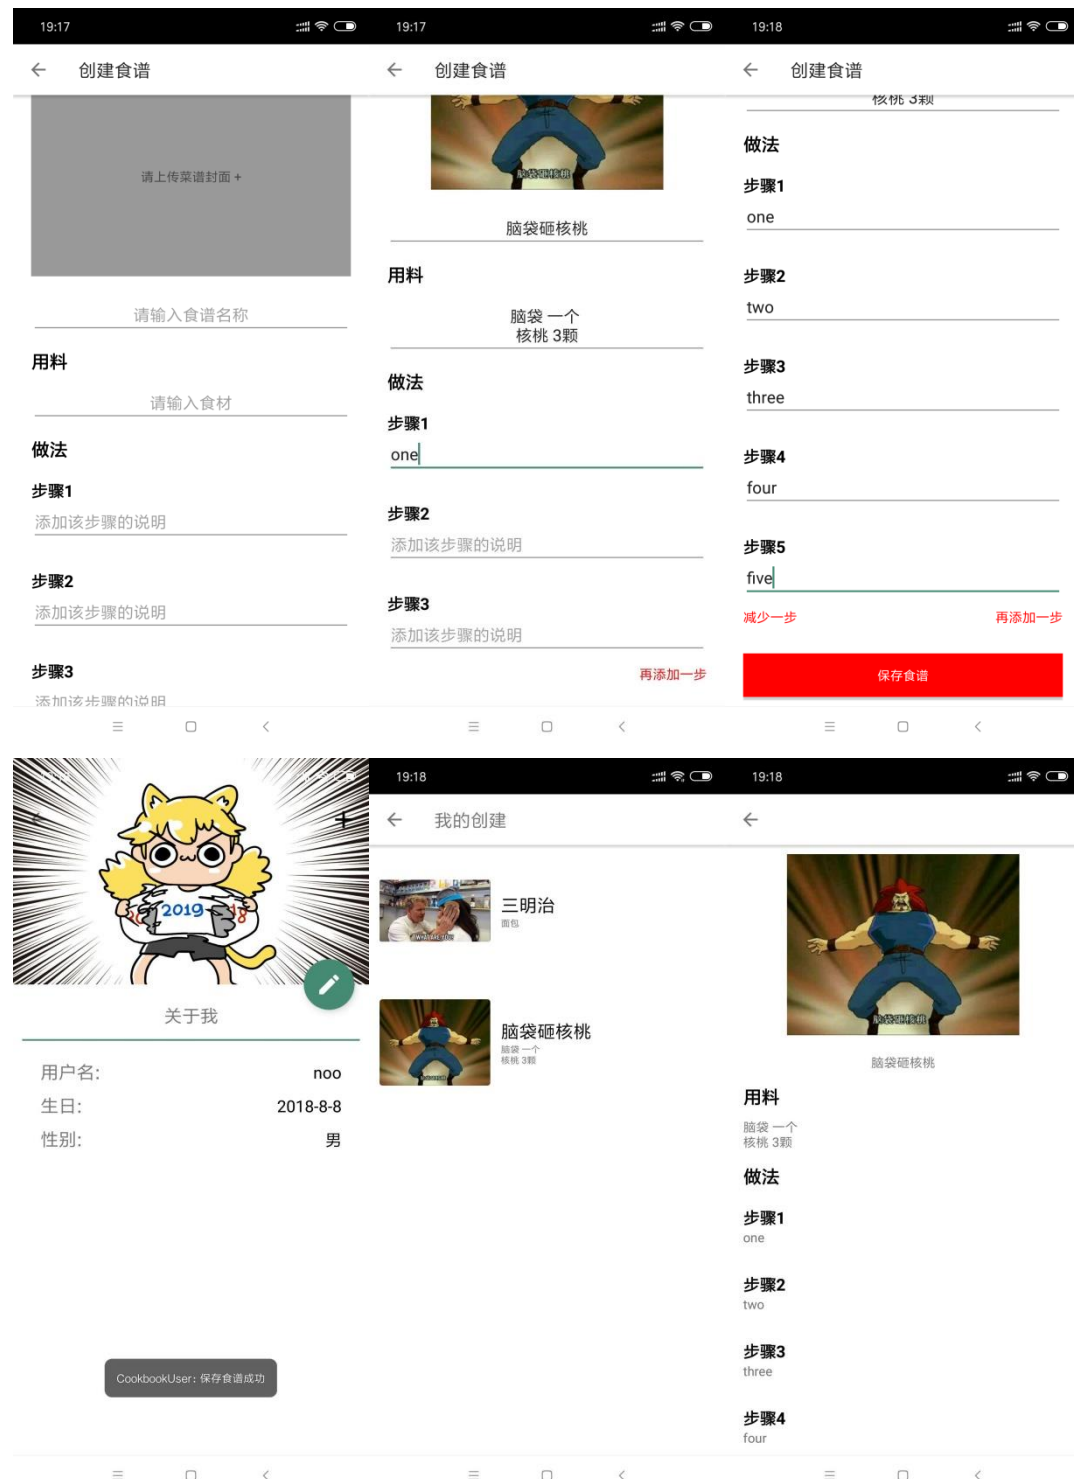 19:17
创建食谱
请上传菜谱封面 +
请输入食谱名称
用料
请输入食材
做法
步骤1
添加该步骤的说明
步骤2
添加该步骤的说明
步骤3
添加该步骤的说明
19:17
创建食谱
脑袋砸核桃
脑袋砸核桃
用料
脑袋 一个
核桃 3颗
做法
步骤1
one
步骤2
添加该步骤的说明
步骤3
添加该步骤的说明
再添加一步
19:18
创建食谱
核桃 3颗
做法
步骤1
one
步骤2
two
步骤3
three
步骤4
four
步骤5
five
减少一步
再添加一步
保存食谱
2019
18
关于我
用户名:
noo
生日:
2018-8-8
性别:
男
CookbookUser: 保存食谱成功
19:18
我的创建
三明治
面包
脑袋砸核桃
脑袋 一个
核桃 3颗
19:18
脑袋砸核桃
脑袋砸核桃
用料
脑袋 一个
核桃 3颗
做法
步骤1
one
步骤2
two
步骤3
three
步骤4
four